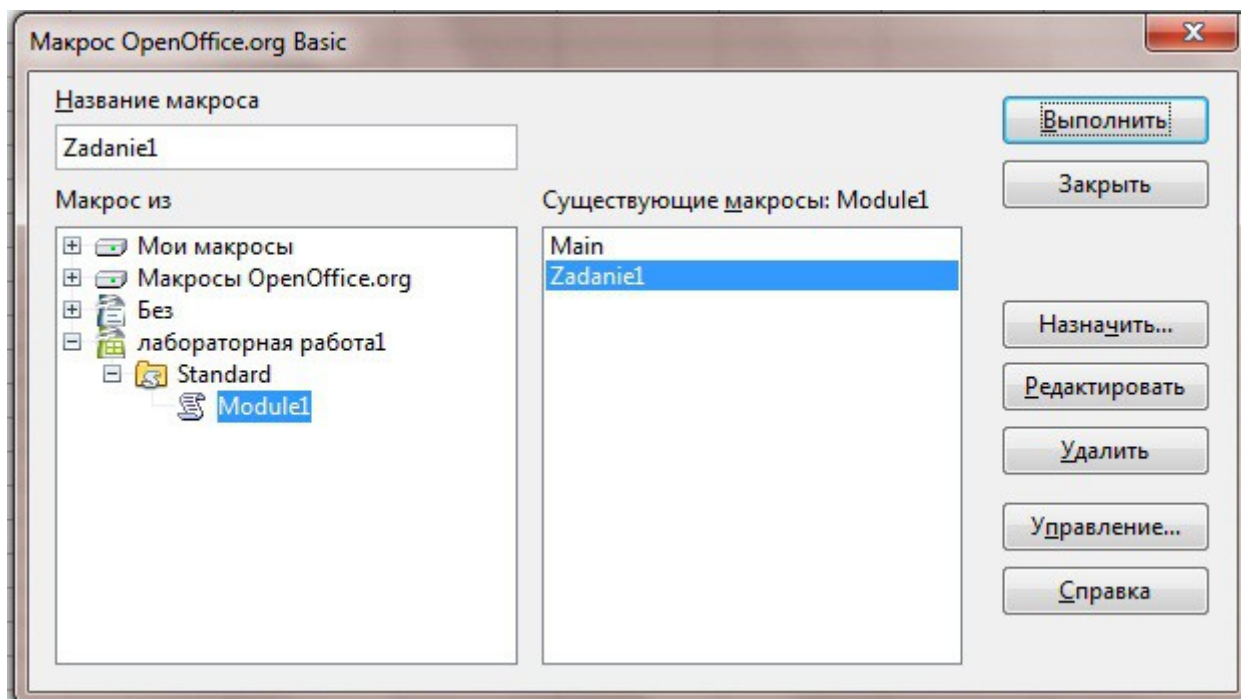 Макрос OpenOffice.org Basic
Название макроса
Zadanie1
Макрос из
Мои макросы
Макросы OpenOffice.org
Без
лабораторная работа1
Standard
Module1
Существующие макросы: Module1
Main
Zadanie1
Выполнить
Закрыть
Назначить...
Редактировать
Удалить
Управление...
Справка